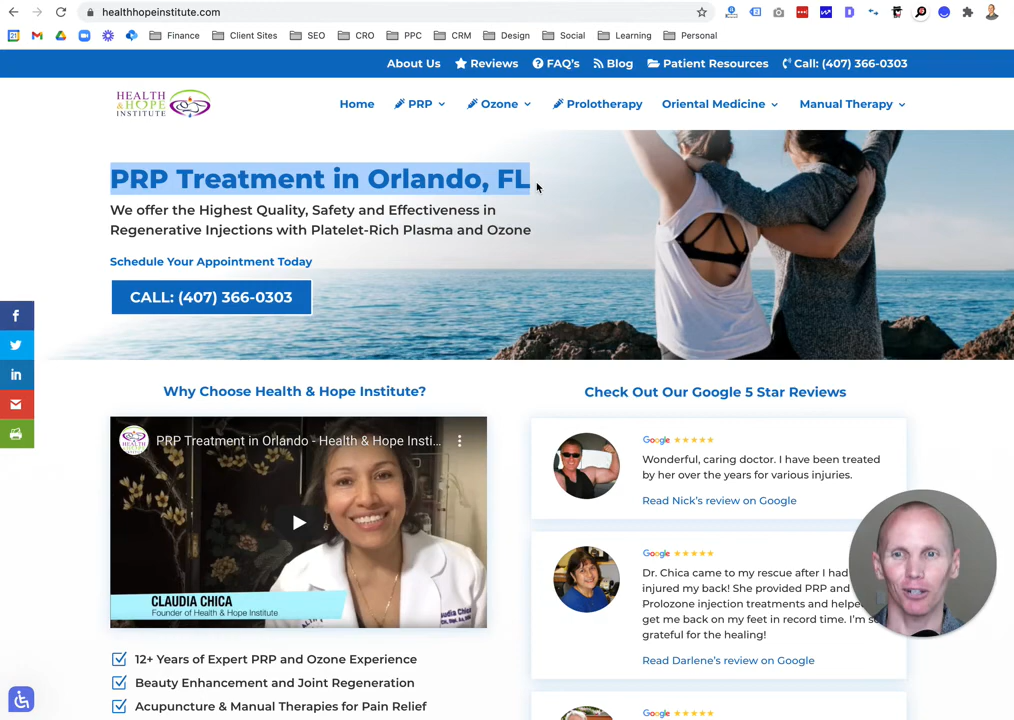 healthhopeinstitute.com
Finance
Client Sites
SEO
CRO
PPC
CRM
Design
Social
Learning
Personal
About Us
Reviews
FAQ's
Blog
Patient Resources
Call: (407) 366-0303
HEALTH
& HOPE
INSTITUTE
Home
PRP
Ozone
Prolotherapy
Oriental Medicine
Manual Therapy
PRP Treatment in Orlando, FL
We offer the Highest Quality, Safety and Effectiveness in
Regenerative Injections with Platelet-Rich Plasma and Ozone
Schedule Your Appointment Today
CALL: (407) 366-0303
Why Choose Health & Hope Institute?
PRP Treatment in Orlando - Health & Hope Insti...
CLAUDIA CHICA
Founder of Health & Hope Institute
12+ Years of Expert PRP and Ozone Experience
Beauty Enhancement and Joint Regeneration
Acupuncture & Manual Therapies for Pain Relief
Check Out Our Google 5 Star Reviews
Google
Wonderful, caring doctor. I have been treated
by her over the years for various injuries.
Read Nick's review on Google
Google
Dr. Chica came to my rescue after I had
injured my back! She provided PRP and
Prolozone injection treatments and helpe
get me back on my feet in record time. I'm s
grateful for the healing!
Read Darlene's review on Google